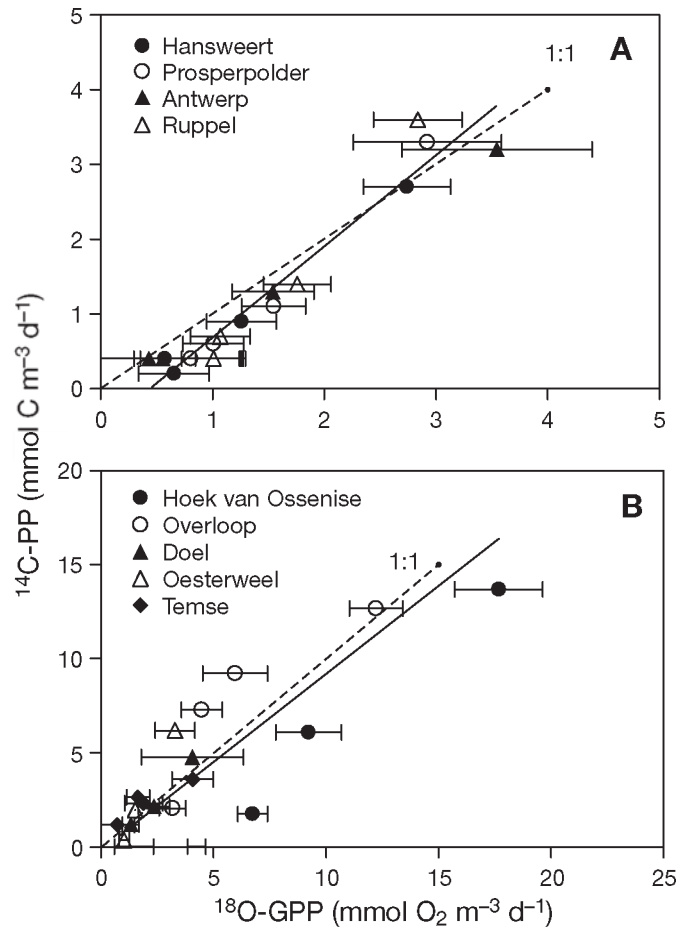 5
4
3
2
1
0
0 1 2 3 4 5
A
1:1
Hansweert
Prosperpolder
Antwerp
Ruppel
¹⁴C-PP (mmol C m⁻³ d⁻¹)
20
15
10
5
0
0 5 10 15 20 25
B
1:1
Hoek van Ossenise
Overloop
Doel
Oesterweel
Temse
¹⁸O-GPP (mmol O₂ m⁻³ d⁻¹)